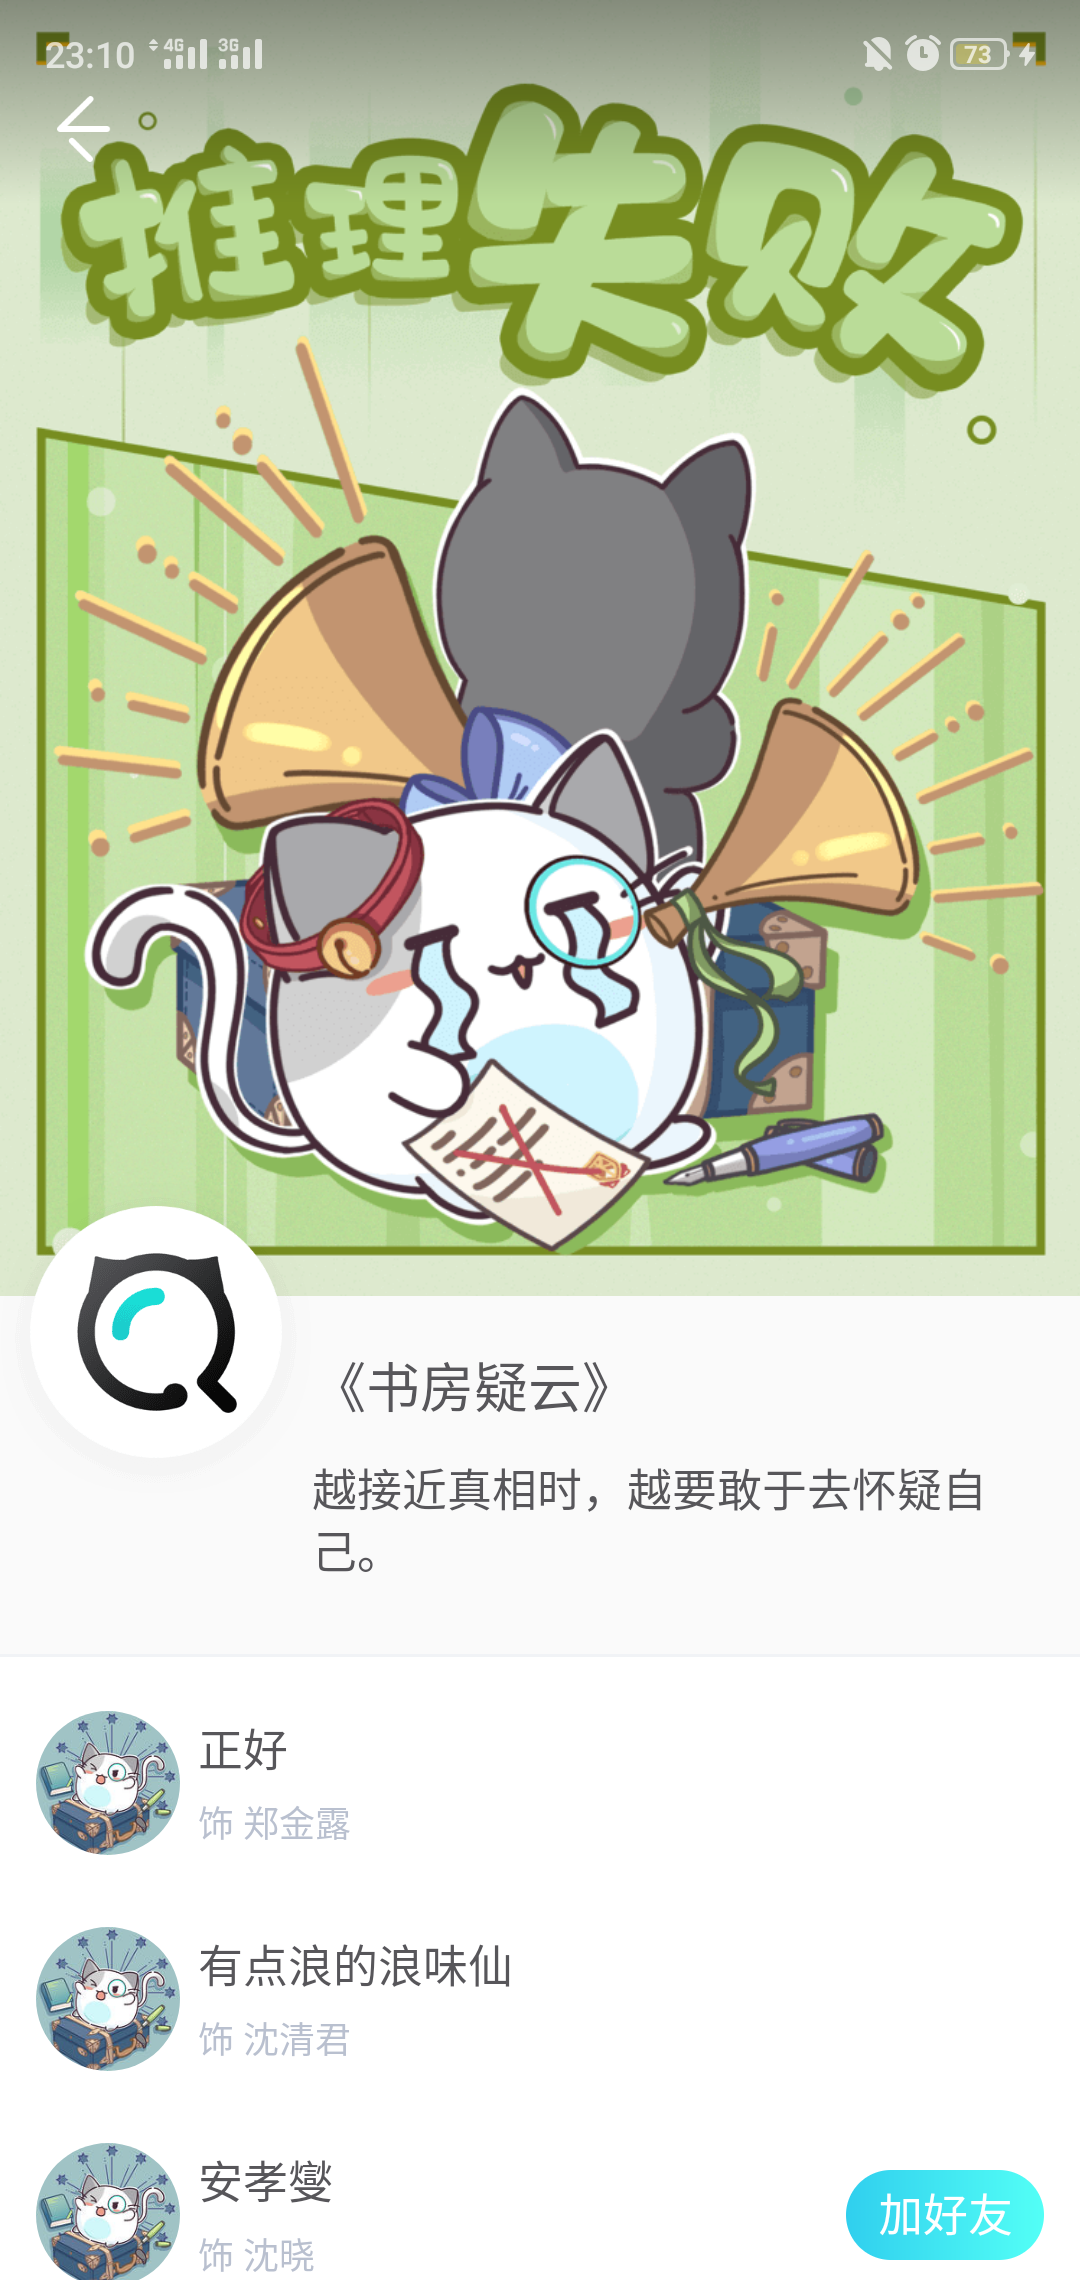 23:10 4G 3G 73
推理失败
《书房疑云》
越接近真相时，越要敢于去怀疑自
己。
正好
饰 郑金露
有点浪的浪味仙
饰 沈清君
安孝燮
饰 沈晓
加好友